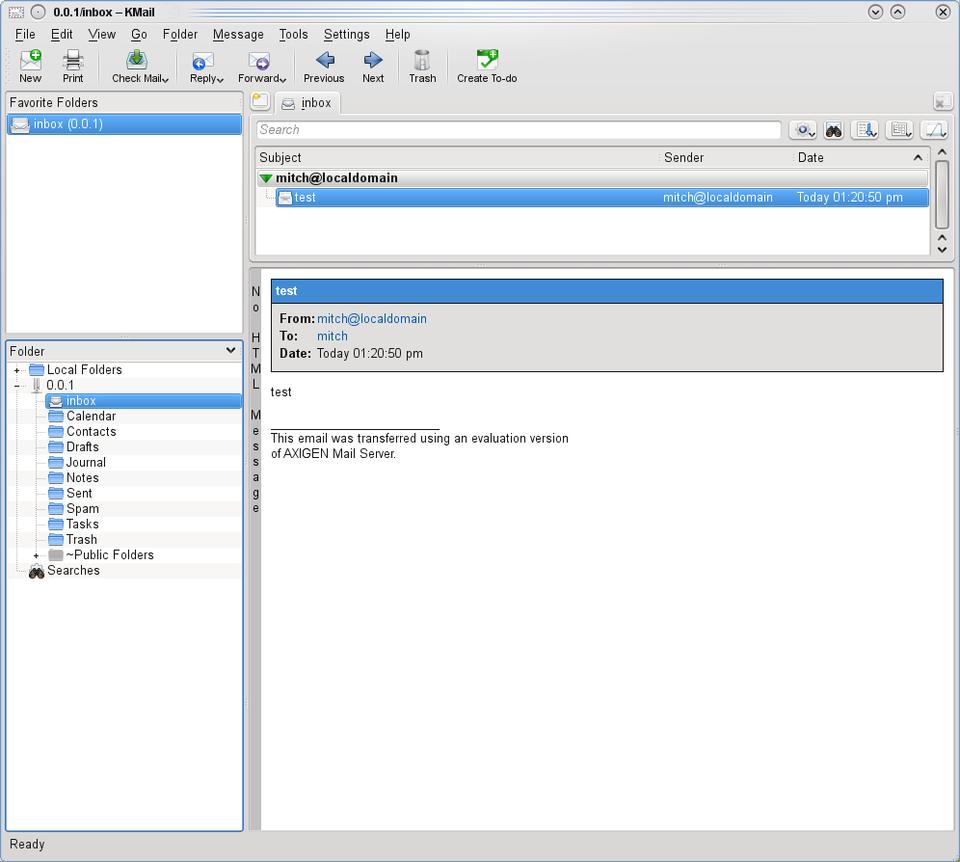 0.0.1/inbox – KMail
File Edit View Go Folder Message Tools Settings Help
New Print Check Mail Reply Forward Previous Next Trash Create To-do
Favorite Folders
inbox (0.0.1)
inbox
Search
Subject Sender Date
mitch@localdomain
test mitch@localdomain Today 01:20:50 pm
Folder
Local Folders
0.0.1
inbox
Calendar
Contacts
Drafts
Journal
Notes
Sent
Spam
Tasks
Trash
~Public Folders
Searches
No HTML Message
test
From: mitch@localdomain
To: mitch
Date: Today 01:20:50 pm
test
This email was transferred using an evaluation version
of AXIGEN Mail Server.
Ready